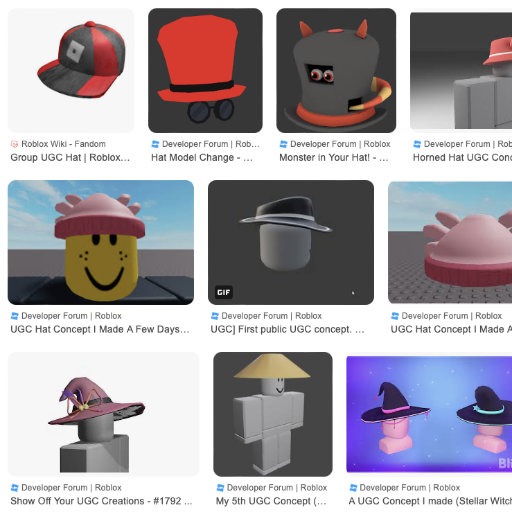 Roblox Wiki - Fandom
Group UGC Hat | Roblox...
Developer Forum | Rob...
Hat Model Change - ...
Developer Forum | Roblox
Monster in Your Hat! - ...
Developer Forum | Rob
Horned Hat UGC Conc
Developer Forum | Roblox
UGC Hat Concept I Made A Few Days...
GIF
Developer Forum | Roblox
UGC] First public UGC concept. ...
Developer Forum | Roblox
UGC Hat Concept I Made A
Developer Forum | Roblox
Show Off Your UGC Creations - #1792 ...
Developer Forum | Roblox
My 5th UGC Concept (...
Bl
Developer Forum | Roblox
A UGC Concept I made (Stellar Witch